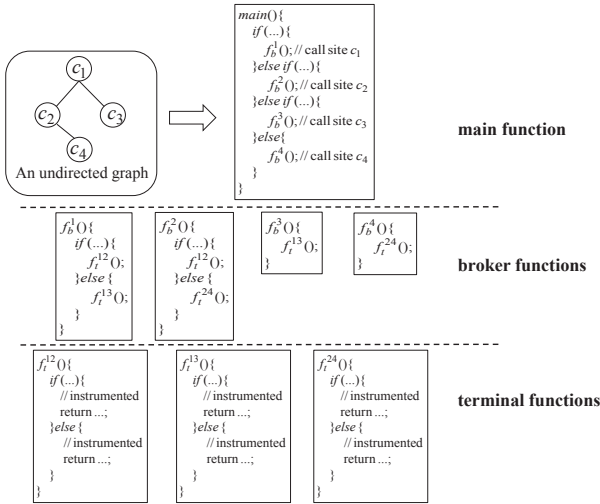 c₁
c₂
c₃
c₄
An undirected graph
main(){
if(...){
f_b^1(); // call site c₁
}else if(...){
f_b^2(); // call site c₂
}else if(...){
f_b^3(); // call site c₃
}else{
f_b^4(); // call site c₄
}
}
main function
f_b^1(){
if(...){
f_t^12();
}else{
f_t^13();
}
}
f_b^2(){
if(...){
f_t^12();
}else{
f_t^24();
}
}
f_b^3(){
f_t^13();
}
f_b^4(){
f_t^24();
}
broker functions
f_t^12(){
if(...){
// instrumented
return ...;
}else{
// instrumented
return ...;
}
}
f_t^13(){
if(...){
// instrumented
return ...;
}else{
// instrumented
return ...;
}
}
f_t^24(){
if(...){
// instrumented
return ...;
}else{
// instrumented
return ...;
}
}
terminal functions